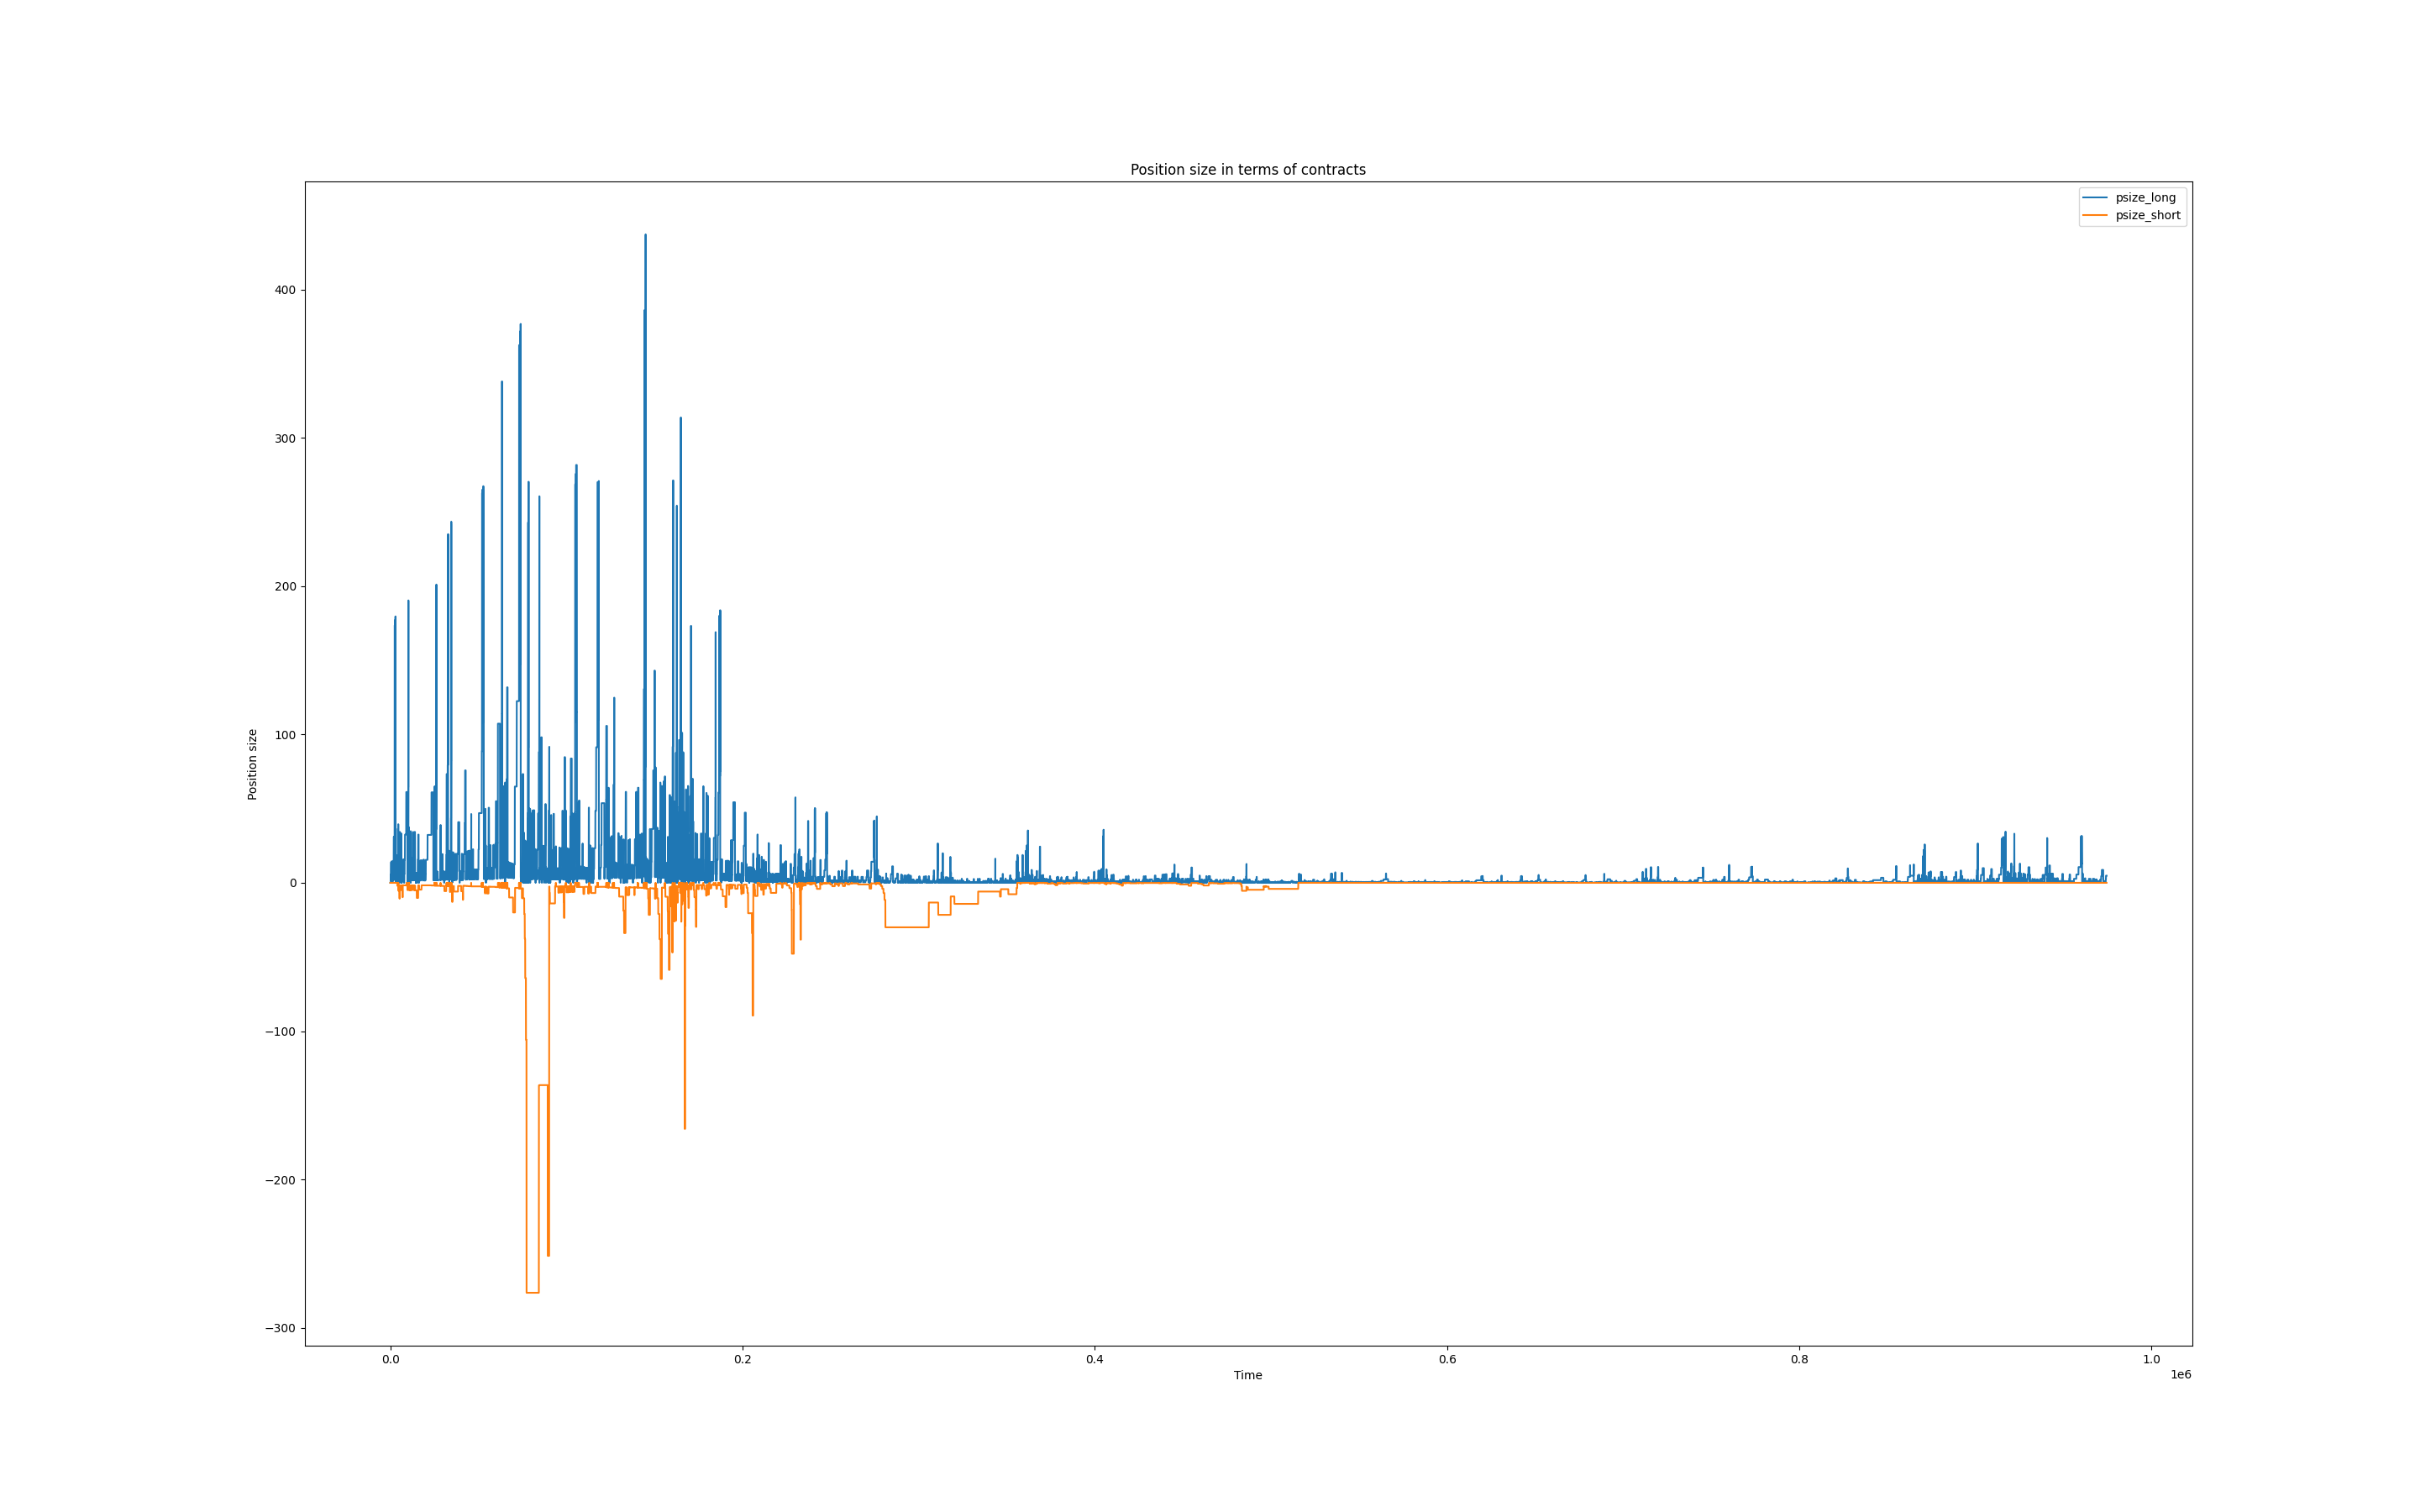 Position size in terms of contracts
psize_long
psize_short
400
300
200
100
0
−100
−200
−300
Position size
0.0
0.2
0.4
0.6
0.8
1.0
1e6
Time